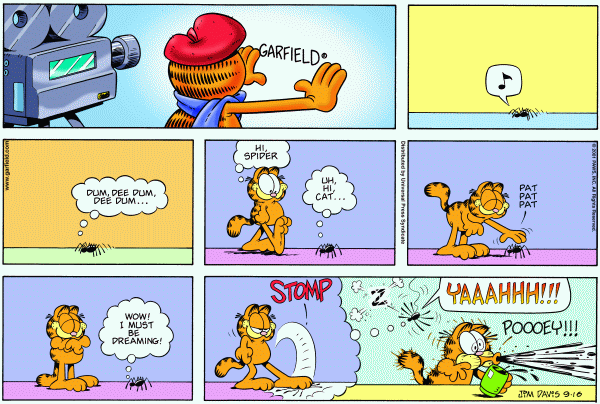 GARFIELD®
www.garfield.com
DUM, DEE DUM,
DEE DUM...
HI,
SPIDER
UH,
HI,
CAT...
Distributed by Universal Press Syndicate
PAT
PAT
PAT
WOW!
I MUST
BE
DREAMING!
STOMP
Z
YAAAHHH!!!
POOOEY!!!
JIM DAVIS 9-16